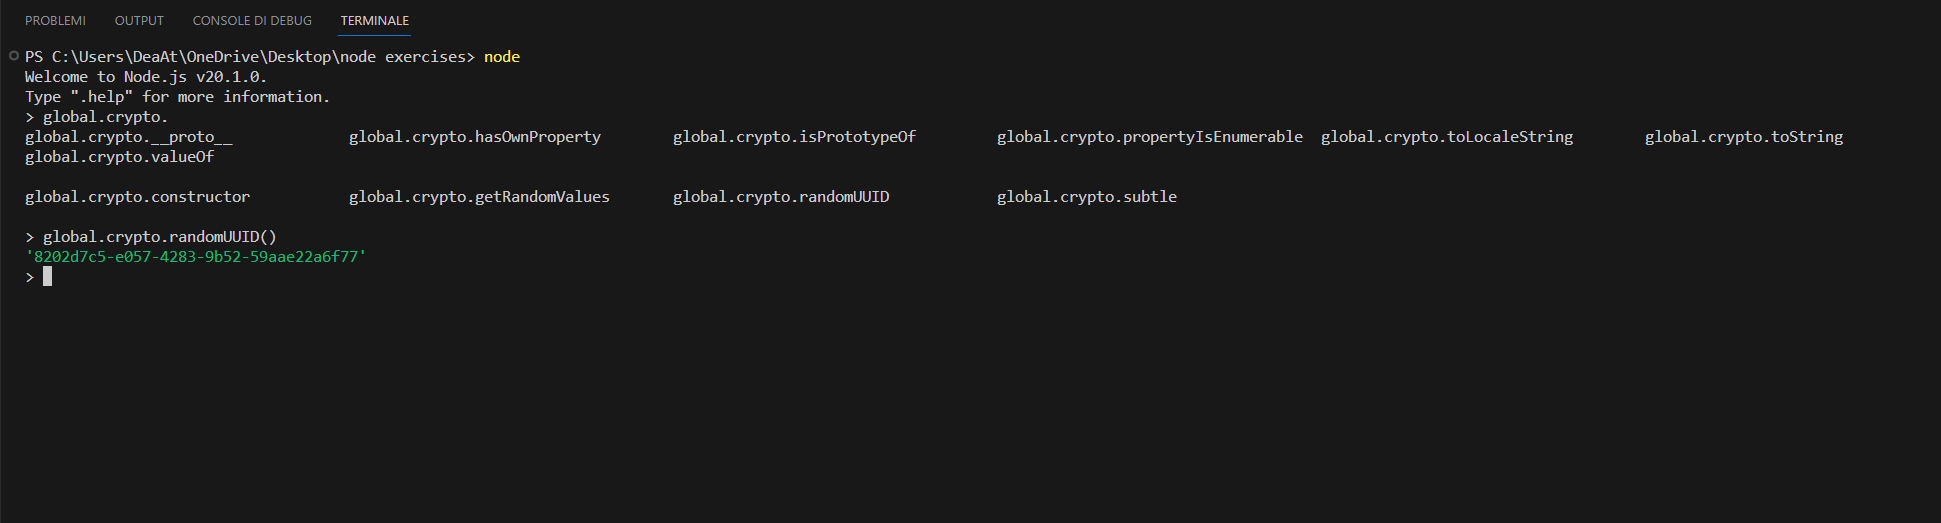 PROBLEMI OUTPUT CONSOLE DI DEBUG TERMINALE
PS C:\Users\DeaAt\OneDrive\Desktop\node exercises> node
Welcome to Node.js v20.1.0.
Type ".help" for more information.
> global.crypto.
global.crypto.__proto__ global.crypto.hasOwnProperty global.crypto.isPrototypeOf global.crypto.propertyIsEnumerable global.crypto.toLocaleString global.crypto.toString
global.crypto.valueOf
global.crypto.constructor global.crypto.getRandomValues global.crypto.randomUUID global.crypto.subtle
> global.crypto.randomUUID()
'8202d7c5-e057-4283-9b52-59aae22a6f77'
>